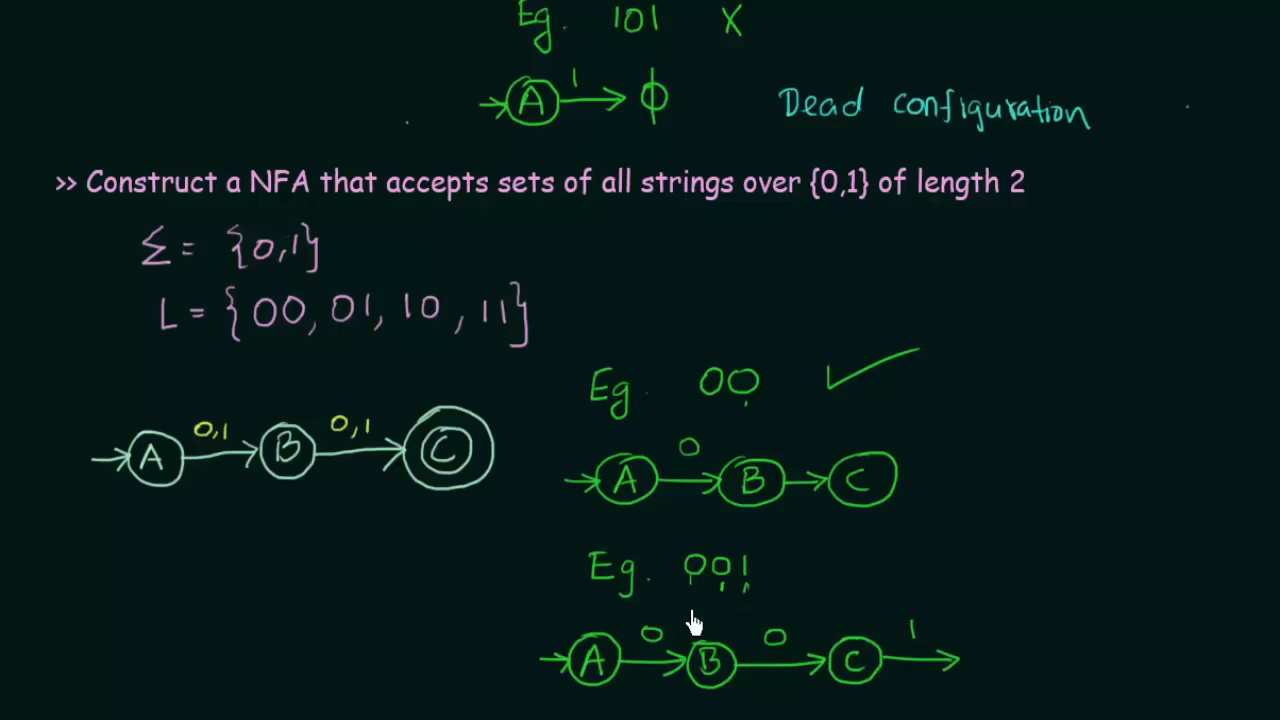 Eg. 101 X
1
A ϕ Dead configuration
>> Construct a NFA that accepts sets of all strings over {0,1} of length 2
Σ = {0,1}
L = {00, 01, 10, 11}
Eg. 00 ✓
0,1 0,1
A B C
0
A B C
Eg. 001
0 0 1
A B C